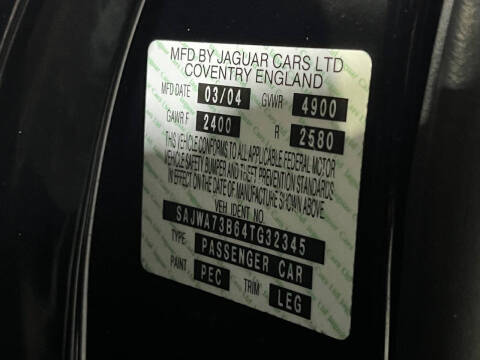 MFD BY JAGUAR CARS LTD
COVENTRY ENGLAND
MFD DATE 03/04 GVWR 4900
GAWR F 2400 R 2580
THIS VEHICLE CONFORMS TO ALL APPLICABLE FEDERAL MOTOR
VEHICLE SAFETY, BUMPER AND THEFT PREVENTION STANDARDS
IN EFFECT ON THE DATE OF MANUFACTURE SHOWN ABOVE.
VEH IDENT NO.
SAJWA73B64TG32345
TYPE PASSENGER CAR
PAINT PEC TRIM LEG